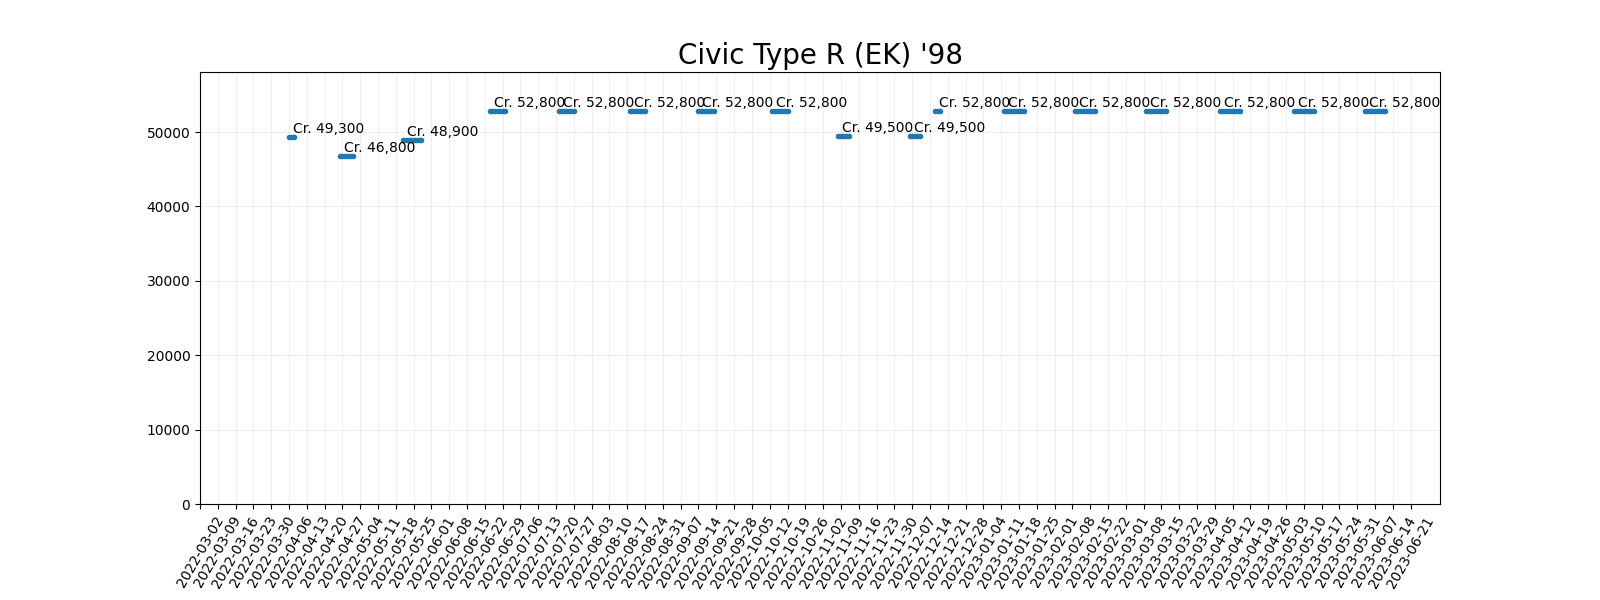 Civic Type R (EK) '98
Cr. 52,800 Cr. 52,800 Cr. 52,800 Cr. 52,800 Cr. 52,800 Cr. 52,800 Cr. 52,800 Cr. 52,800 Cr. 52,800 Cr. 52,800 Cr. 52,800 Cr. 52,800
Cr. 49,300 Cr. 48,900 Cr. 49,500 Cr. 49,500
Cr. 46,800
50000
40000
30000
20000
10000
0
2022-03-02 2022-03-09 2022-03-16 2022-03-23 2022-03-30 2022-04-06 2022-04-13 2022-04-20 2022-04-27 2022-05-04 2022-05-11 2022-05-18 2022-05-25 2022-06-01 2022-06-08 2022-06-15 2022-06-22 2022-06-29 2022-07-06 2022-07-13 2022-07-20 2022-07-27 2022-08-03 2022-08-10 2022-08-17 2022-08-24 2022-08-31 2022-09-07 2022-09-14 2022-09-21 2022-09-28 2022-10-05 2022-10-12 2022-10-19 2022-10-26 2022-11-02 2022-11-09 2022-11-16 2022-11-23 2022-11-30 2022-12-07 2022-12-14 2022-12-21 2022-12-28 2023-01-04 2023-01-11 2023-01-18 2023-01-25 2023-02-01 2023-02-08 2023-02-15 2023-02-22 2023-03-01 2023-03-08 2023-03-15 2023-03-22 2023-03-29 2023-04-05 2023-04-12 2023-04-19 2023-04-26 2023-05-03 2023-05-10 2023-05-17 2023-05-24 2023-05-31 2023-06-07 2023-06-14 2023-06-21